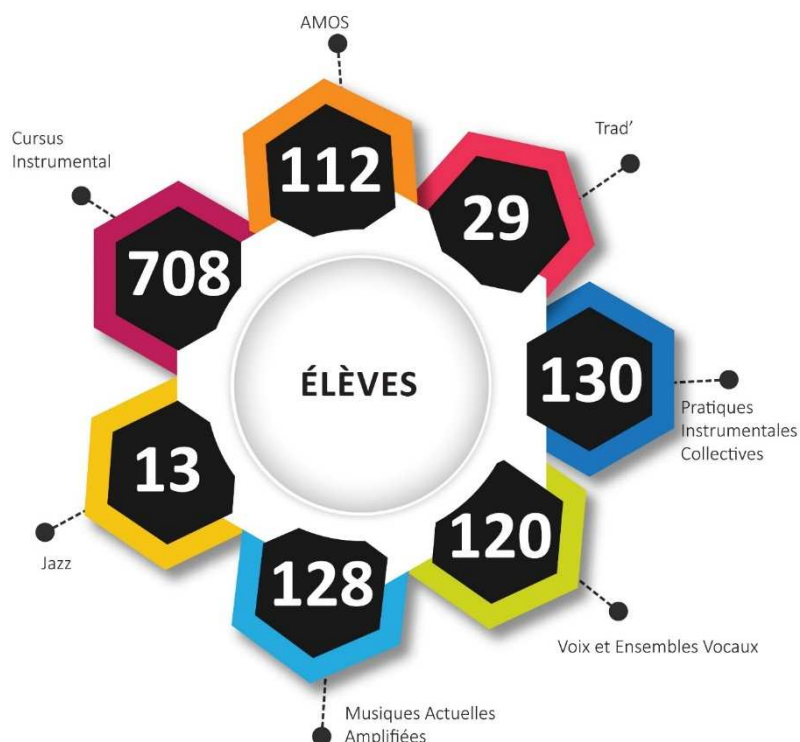 AMOS
112
Trad’
29
Cursus
Instrumental
708
130
Pratiques
Instrumentales
Collectives
ÉLÈVES
13
Jazz
120
Voix et Ensembles Vocaux
128
Musiques Actuelles
Amplifiées